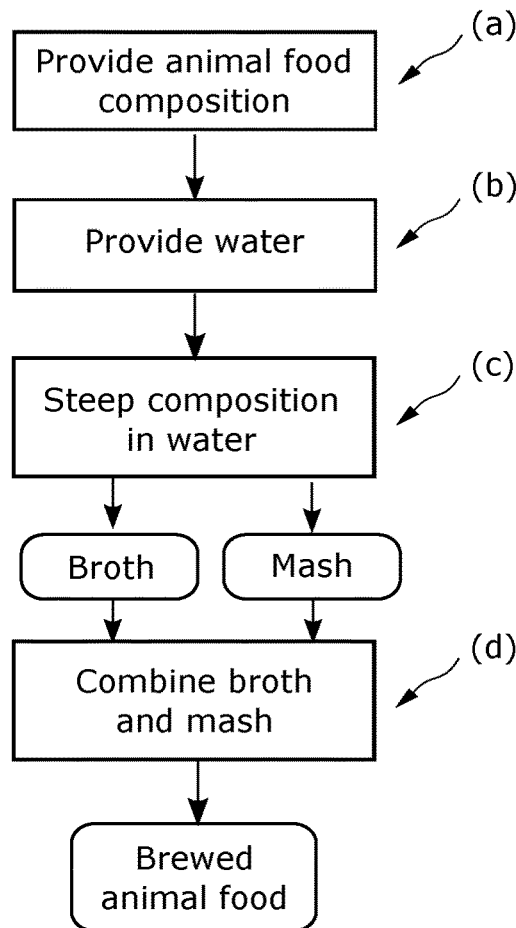 (a)
Provide animal food
composition
(b)
Provide water
(c)
Steep composition
in water
Broth
Mash
(d)
Combine broth
and mash
Brewed
animal food